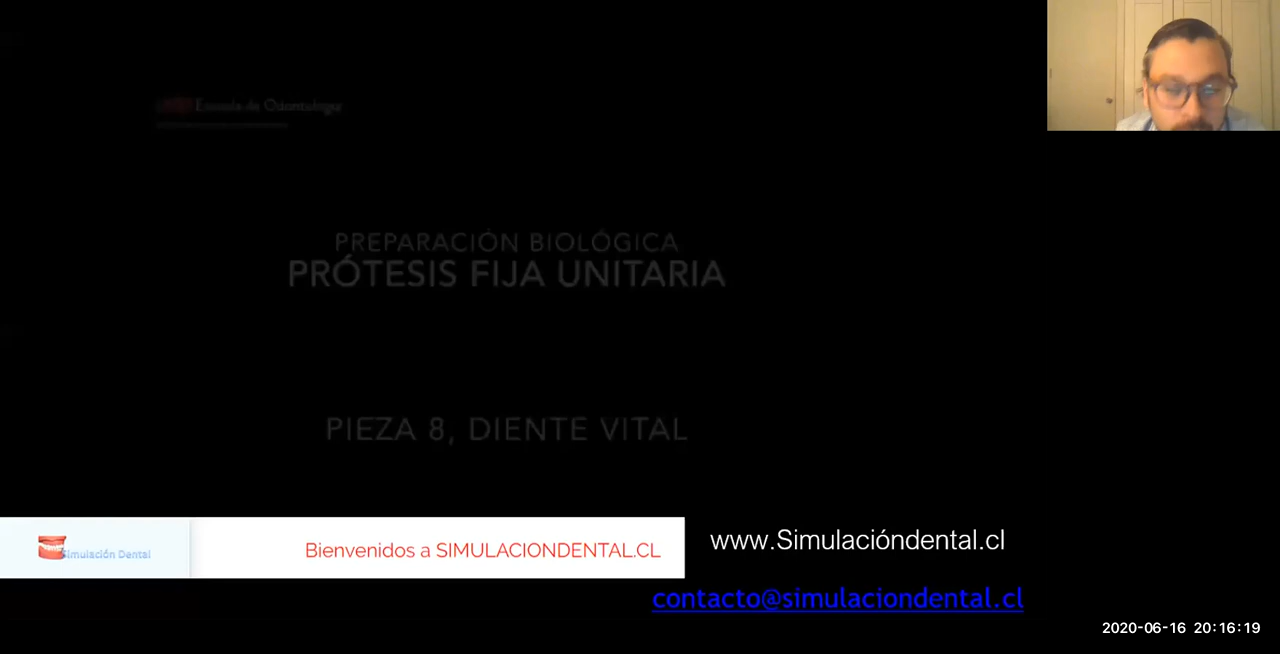 Escuela de Odontología
PREPARACIÓN BIOLÓGICA
PRÓTESIS FIJA UNITARIA
PIEZA 8, DIENTE VITAL
Simulación Dental
Bienvenidos a SIMULACIONDENTAL.CL
www.Simulacióndental.cl
contacto@simulaciondental.cl
2020-06-16 20:16:19